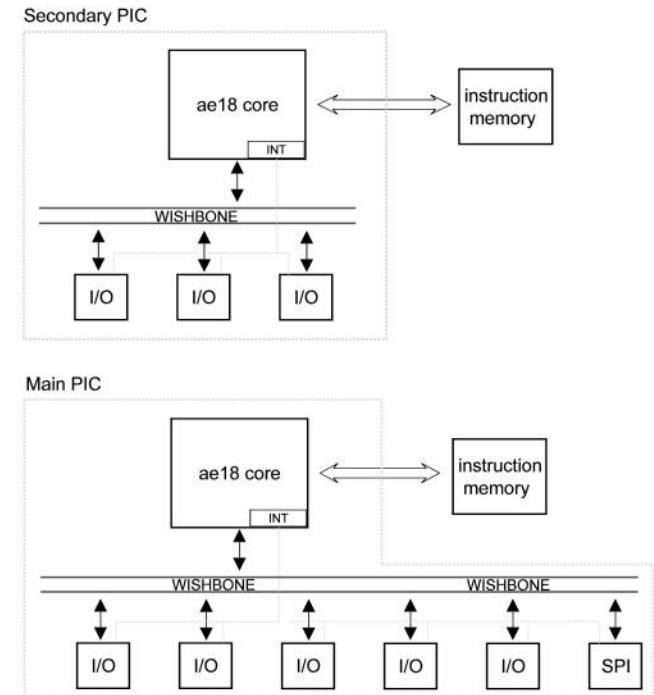 Secondary PIC
ae18 core
instruction
memory
INT
WISHBONE
I/O I/O I/O
Main PIC
ae18 core
instruction
memory
INT
WISHBONE WISHBONE
I/O I/O I/O I/O I/O SPI